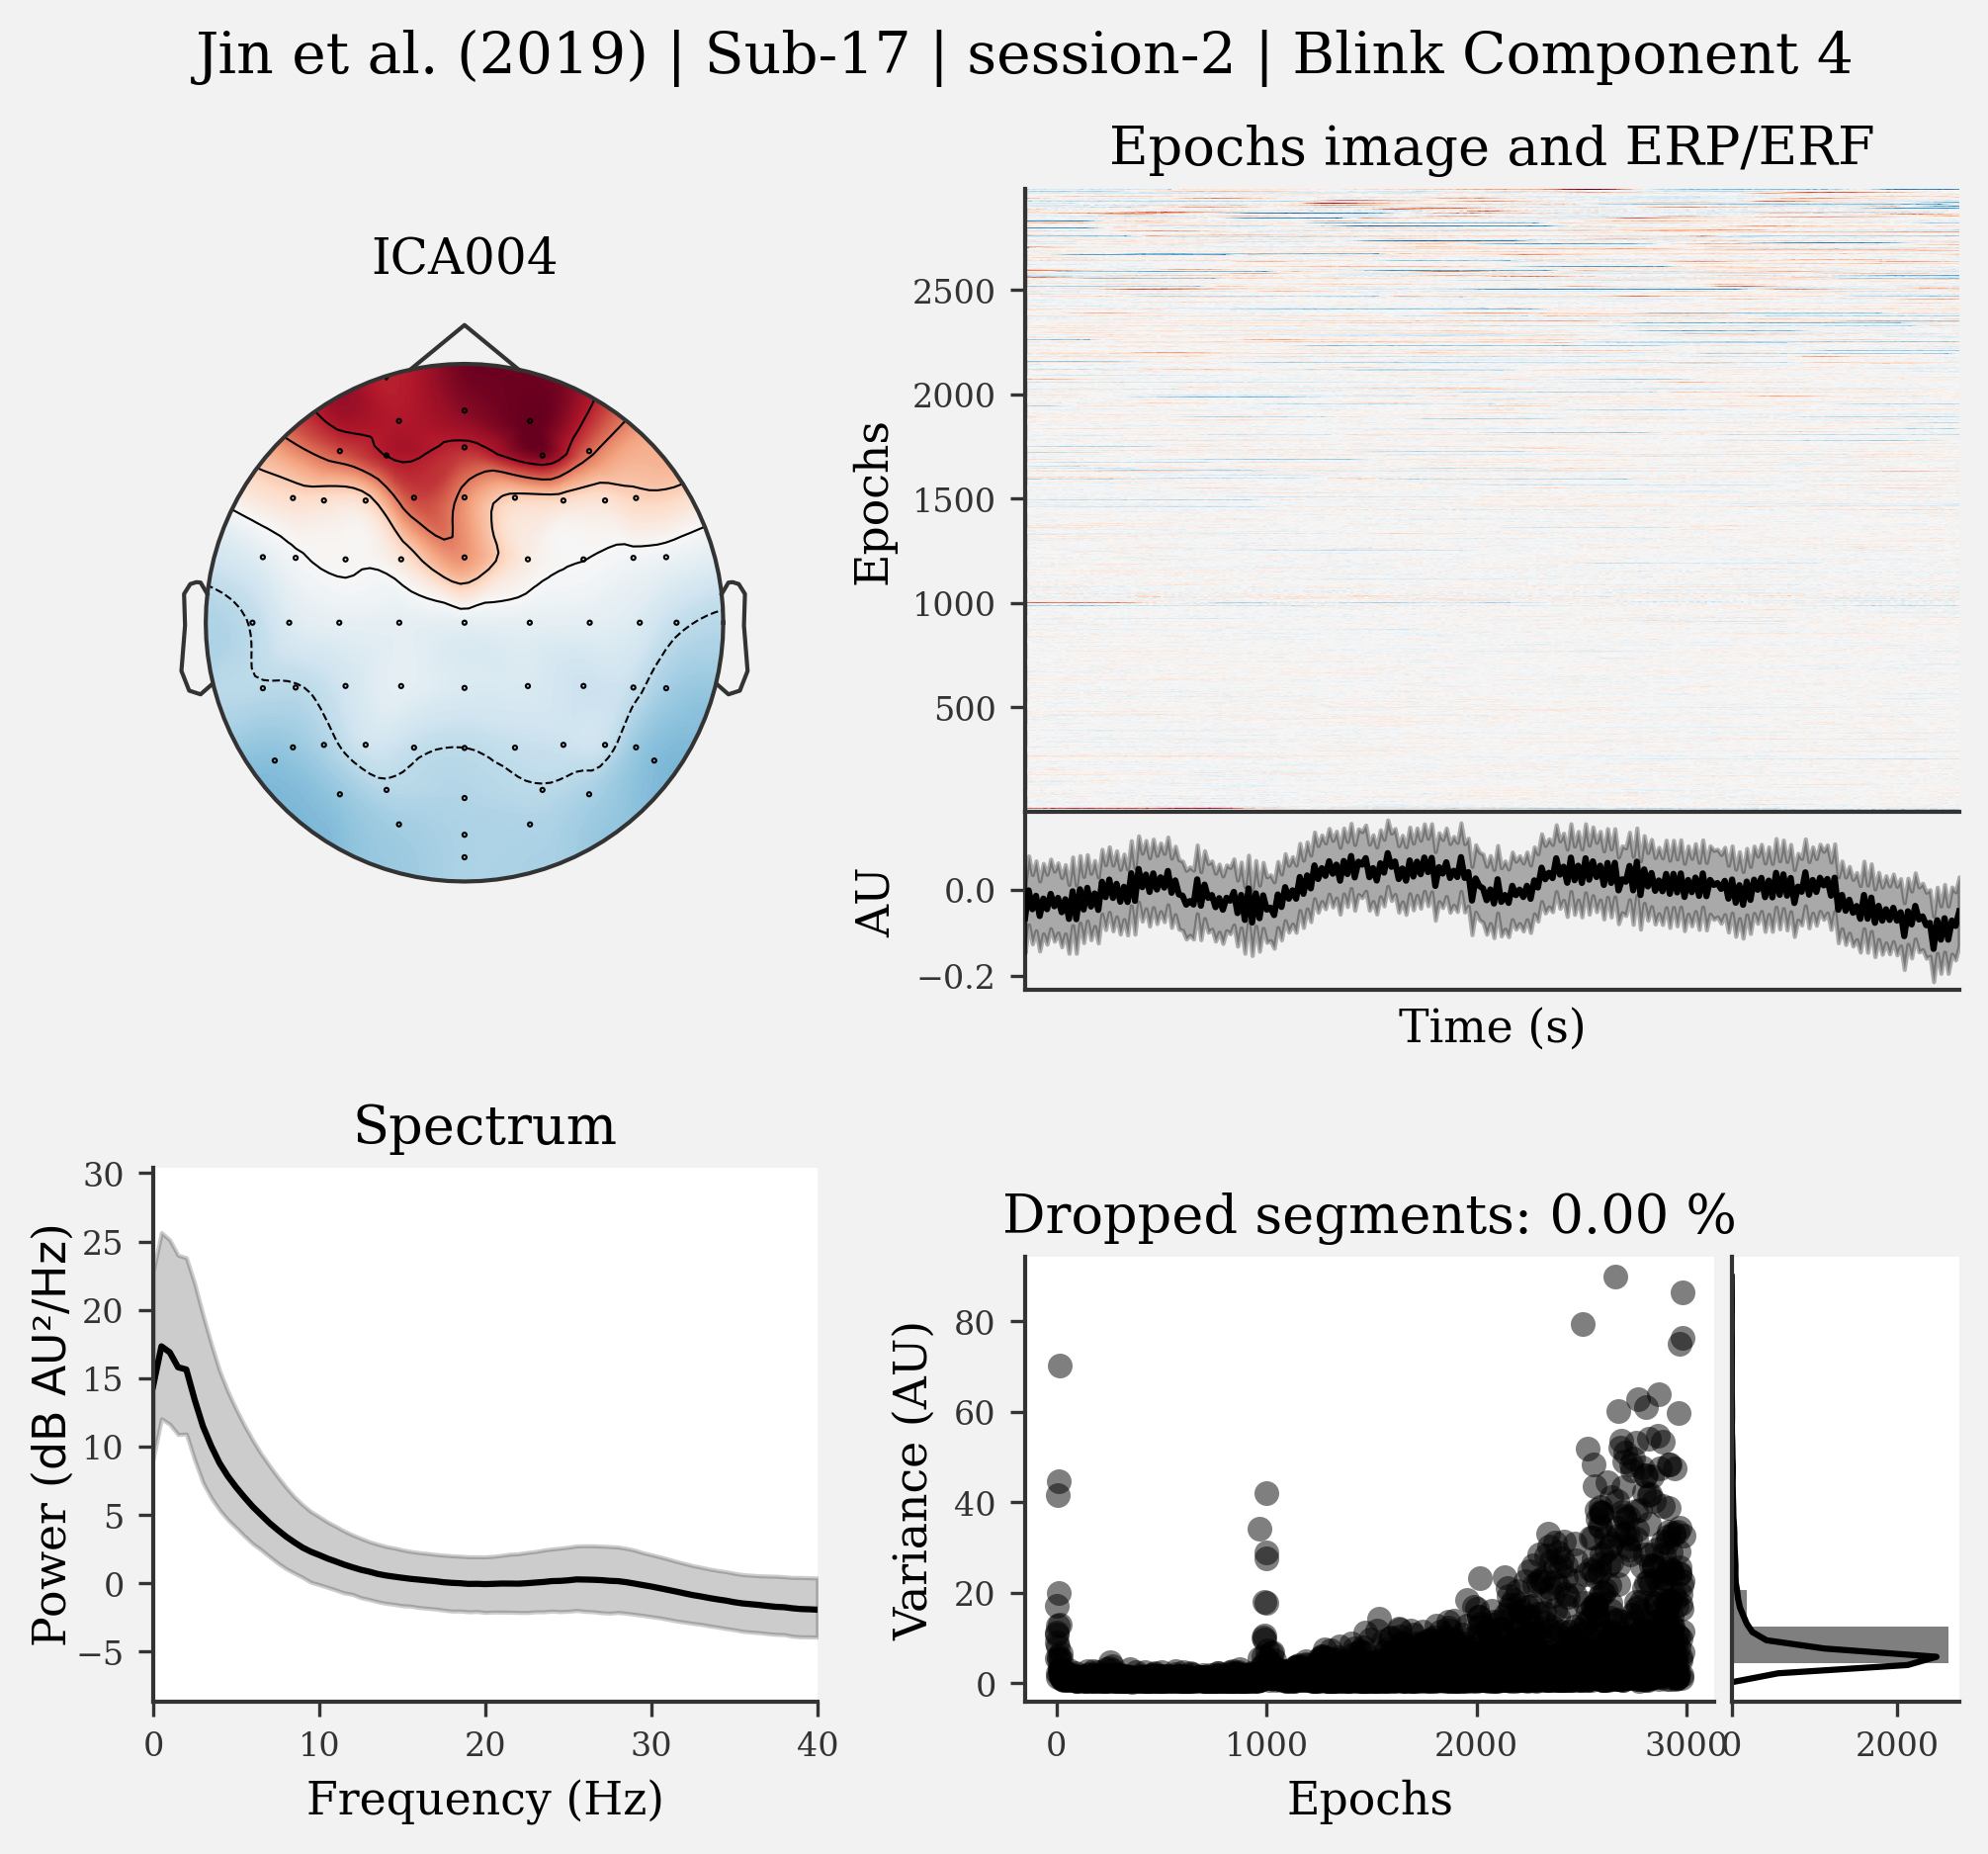 Jin et al. (2019) | Sub-17 | session-2 | Blink Component 4
ICA004
Epochs image and ERP/ERF
Epochs
2500
2000
1500
1000
500
AU
0.0
−0.2
Time (s)
Spectrum
Power (dB AU²/Hz)
30
25
20
15
10
5
0
−5
0 10 20 30 40
Frequency (Hz)
Dropped segments: 0.00 %
Variance (AU)
80
60
40
20
0
0 1000 2000 3000
0 2000
Epochs